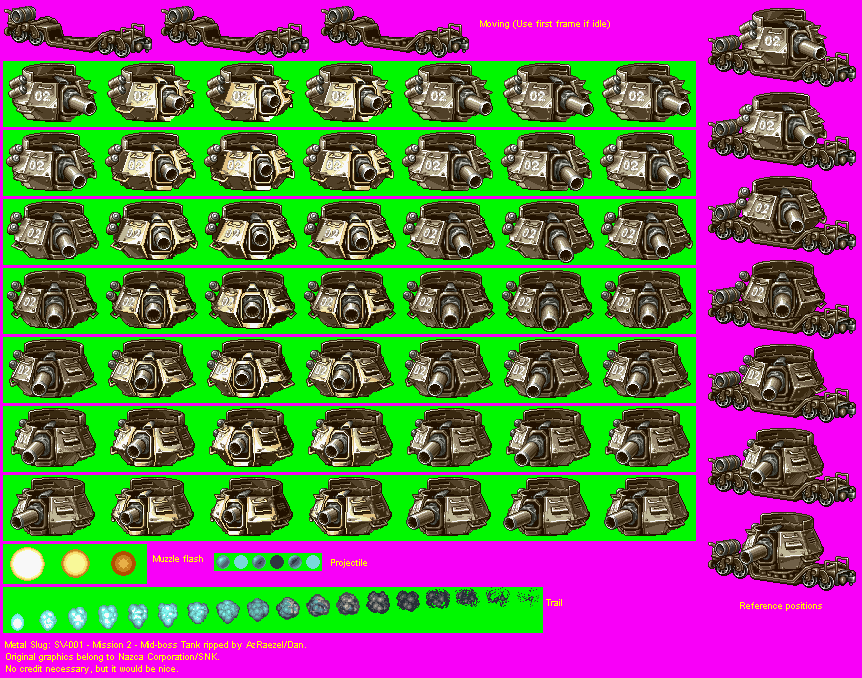 Moving (Use first frame if idle)
02
Muzzle flash
Projectile
Trail
Reference positions
Metal Slug: SV-001 - Mission 2 - Mid-boss Tank ripped by AzRaezel/Dan.
Original graphics belong to Nazca Corporation/SNK.
No credit necessary, but it would be nice.